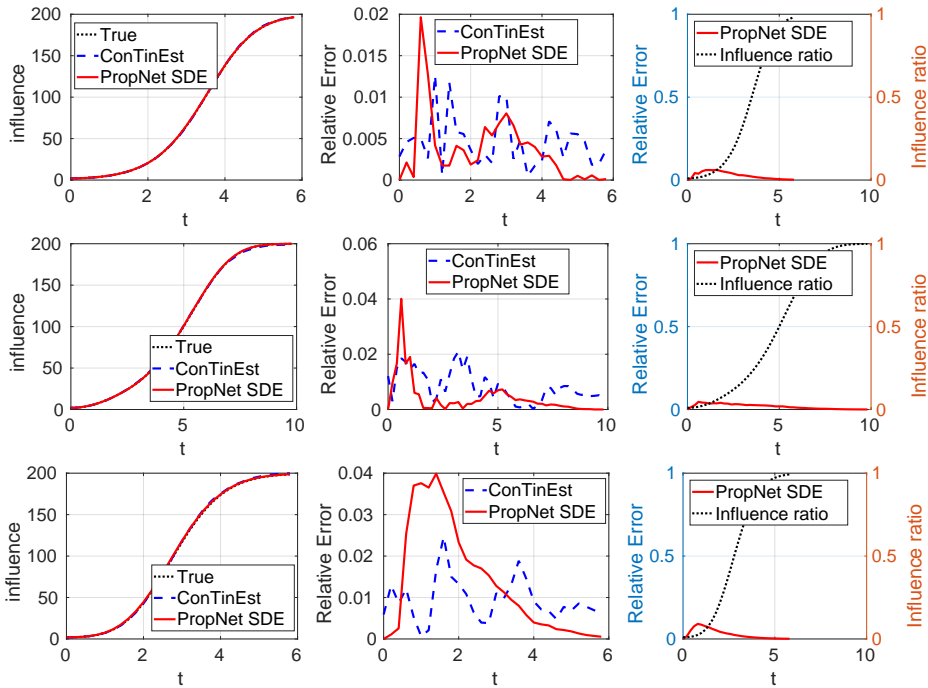 200
150
100
50
0
influence
0
2
4
6
t
True
ConTinEst
PropNet SDE
0.02
0.015
0.01
0.005
0
Relative Error
0
2
4
6
t
ConTinEst
PropNet SDE
1
0.5
0
Relative Error
1
0.5
0
Influence ratio
0
5
10
t
PropNet SDE
Influence ratio
200
150
100
50
0
influence
0
5
10
t
True
ConTinEst
PropNet SDE
0.06
0.04
0.02
0
Relative Error
0
5
10
t
ConTinEst
PropNet SDE
1
0.5
0
Relative Error
1
0.5
0
Influence ratio
0
5
10
t
PropNet SDE
Influence ratio
200
150
100
50
0
influence
0
2
4
6
t
True
ConTinEst
PropNet SDE
0.04
0.03
0.02
0.01
0
Relative Error
0
2
4
6
t
ConTinEst
PropNet SDE
1
0.5
0
Relative Error
1
0.5
0
Influence ratio
0
5
10
t
PropNet SDE
Influence ratio